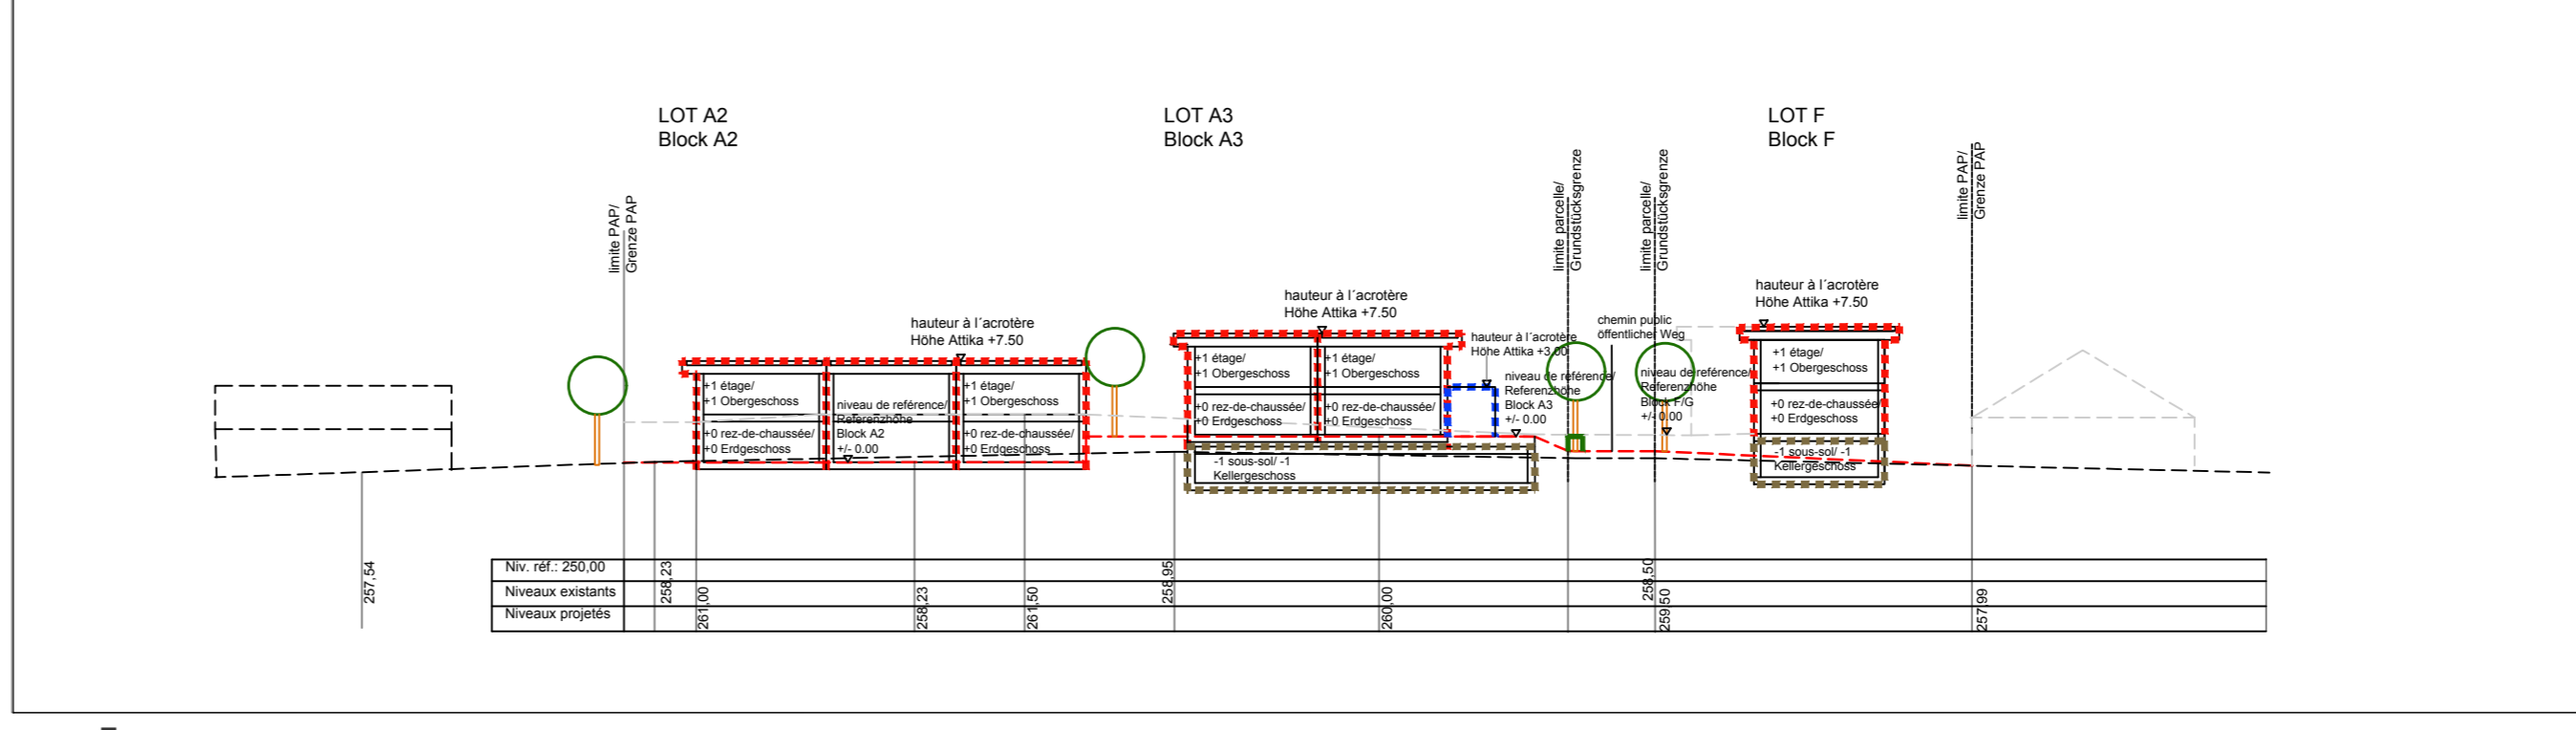 LOT A2
Block A2
LOT A3
Block A3
LOT F
Block F
limite PAP/
Grenze PAP
limite parcelle/
Grundstücksgrenze
limite parcelle/
Grundstücksgrenze
limite PAP/
Grenze PAP
hauteur à l´acrotère
Höhe Attika +7.50
hauteur à l´acrotère
Höhe Attika +7.50
hauteur à l´acrotère
Höhe Attika +3.00
chemin public
öffentlicher Weg
hauteur à l´acrotère
Höhe Attika +7.50
+1 étage/
+1 Obergeschoss
+0 rez-de-chaussée/
+0 Erdgeschoss
niveau de reférence/
Referenzhöhe
Block A2
+/- 0.00
+1 étage/
+1 Obergeschoss
+0 rez-de-chaussée/
+0 Erdgeschoss
+1 étage/
+1 Obergeschoss
+0 rez-de-chaussée/
+0 Erdgeschoss
+1 étage/
+1 Obergeschoss
+0 rez-de-chaussée/
+0 Erdgeschoss
-1 sous-sol/ -1
Kellergeschoss
niveau de reférence/
Referenzhöhe
Block A3
+/- 0.00
niveau de reférence/
Referenzhöhe
Block F/G
+/- 0.00
+1 étage/
+1 Obergeschoss
+0 rez-de-chaussée/
+0 Erdgeschoss
-1 sous-sol/ -1
Kellergeschoss
Niv. réf.: 250,00
Niveaux existants
Niveaux projetés
257,54
258,23
261,00
258,23
261,50
258,95
260,00
258,50
259,50
257,99